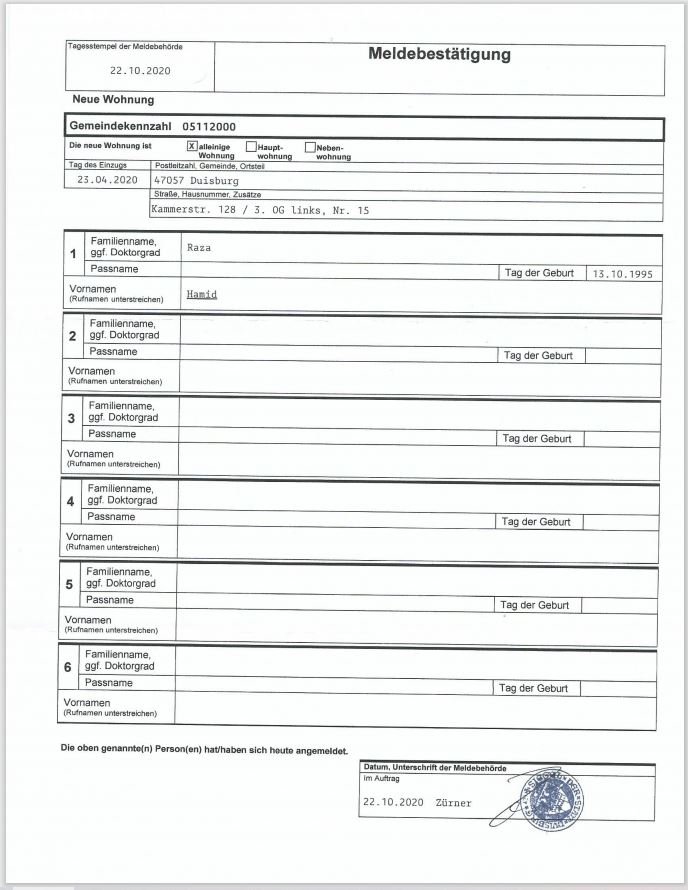 Tagesstempel der Meldebehörde
22.10.2020
Meldebestätigung
Neue Wohnung
Gemeindekennzahl 05112000
Die neue Wohnung ist
X alleinige Wohnung
Haupt-wohnung
Neben-wohnung
Tag des Einzugs
Postleitzahl, Gemeinde, Ortsteil
23.04.2020
47057 Duisburg
Straße, Hausnummer, Zusätze
Kammerstr. 128 / 3. OG links, Nr. 15
1
Familienname,
ggf. Doktorgrad
Raza
Passname
Tag der Geburt
13.10.1995
Vornamen
(Rufnamen unterstreichen)
Hamid
2
Familienname,
ggf. Doktorgrad
Passname
Tag der Geburt
Vornamen
(Rufnamen unterstreichen)
3
Familienname,
ggf. Doktorgrad
Passname
Tag der Geburt
Vornamen
(Rufnamen unterstreichen)
4
Familienname,
ggf. Doktorgrad
Passname
Tag der Geburt
Vornamen
(Rufnamen unterstreichen)
5
Familienname,
ggf. Doktorgrad
Passname
Tag der Geburt
Vornamen
(Rufnamen unterstreichen)
6
Familienname,
ggf. Doktorgrad
Passname
Tag der Geburt
Vornamen
(Rufnamen unterstreichen)
Die oben genannte(n) Person(en) hat/haben sich heute angemeldet.
Datum, Unterschrift der Meldebehörde
Im Auftrag
22.10.2020 Zürner